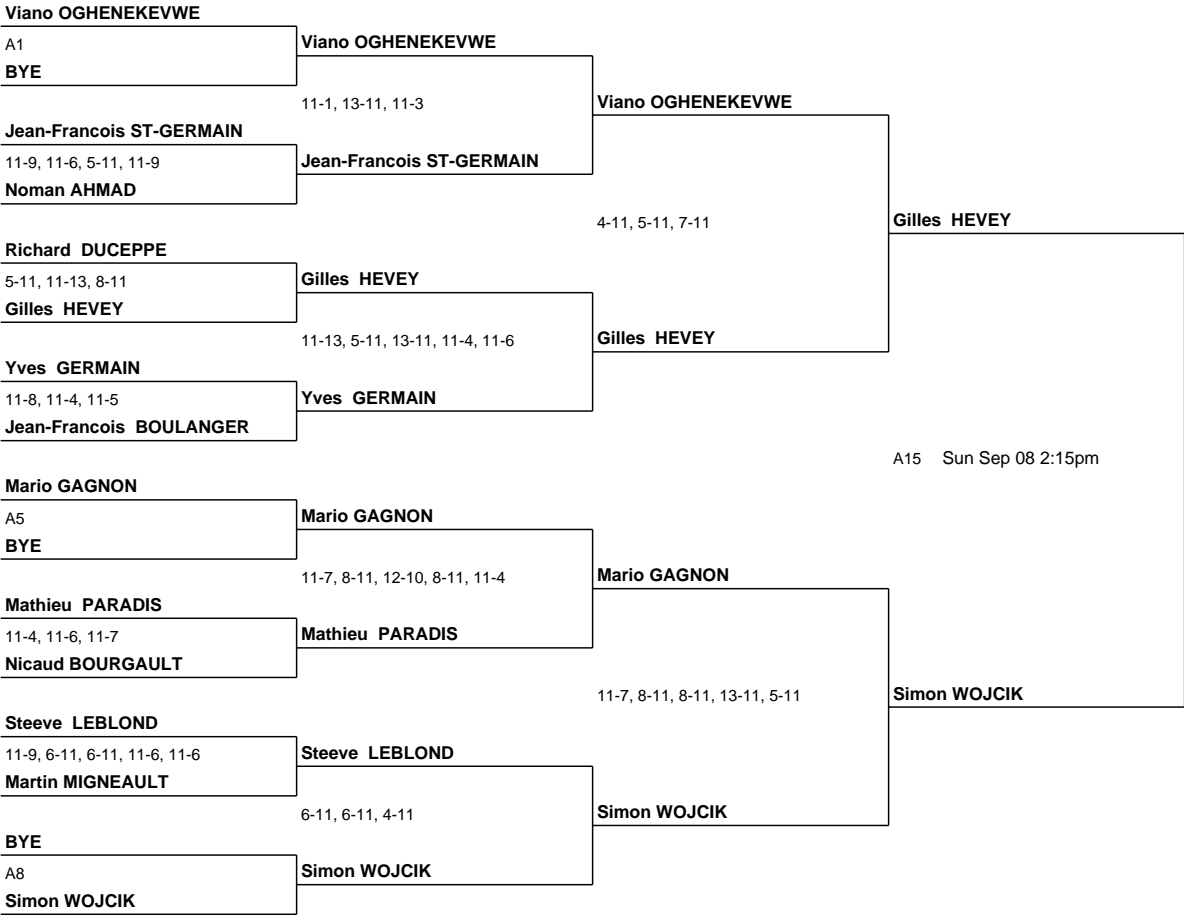 Viano OGHENEKEVWE
A1
BYE
Viano OGHENEKEVWE
11-1, 13-11, 11-3
Jean-Francois ST-GERMAIN
11-9, 11-6, 5-11, 11-9
Noman AHMAD
Jean-Francois ST-GERMAIN
Viano OGHENEKEVWE
4-11, 5-11, 7-11
Richard DUCEPPE
5-11, 11-13, 8-11
Gilles HEVEY
Gilles HEVEY
11-13, 5-11, 13-11, 11-4, 11-6
Yves GERMAIN
11-8, 11-4, 11-5
Jean-Francois BOULANGER
Yves GERMAIN
Gilles HEVEY
Gilles HEVEY
A15 Sun Sep 08 2:15pm
Mario GAGNON
A5
BYE
Mario GAGNON
11-7, 8-11, 12-10, 8-11, 11-4
Mathieu PARADIS
11-4, 11-6, 11-7
Nicaud BOURGAULT
Mathieu PARADIS
Mario GAGNON
11-7, 8-11, 8-11, 13-11, 5-11
Steeve LEBLOND
11-9, 6-11, 6-11, 11-6, 11-6
Martin MIGNEAULT
Steeve LEBLOND
6-11, 6-11, 4-11
BYE
A8
Simon WOJCIK
Simon WOJCIK
Simon WOJCIK
Simon WOJCIK